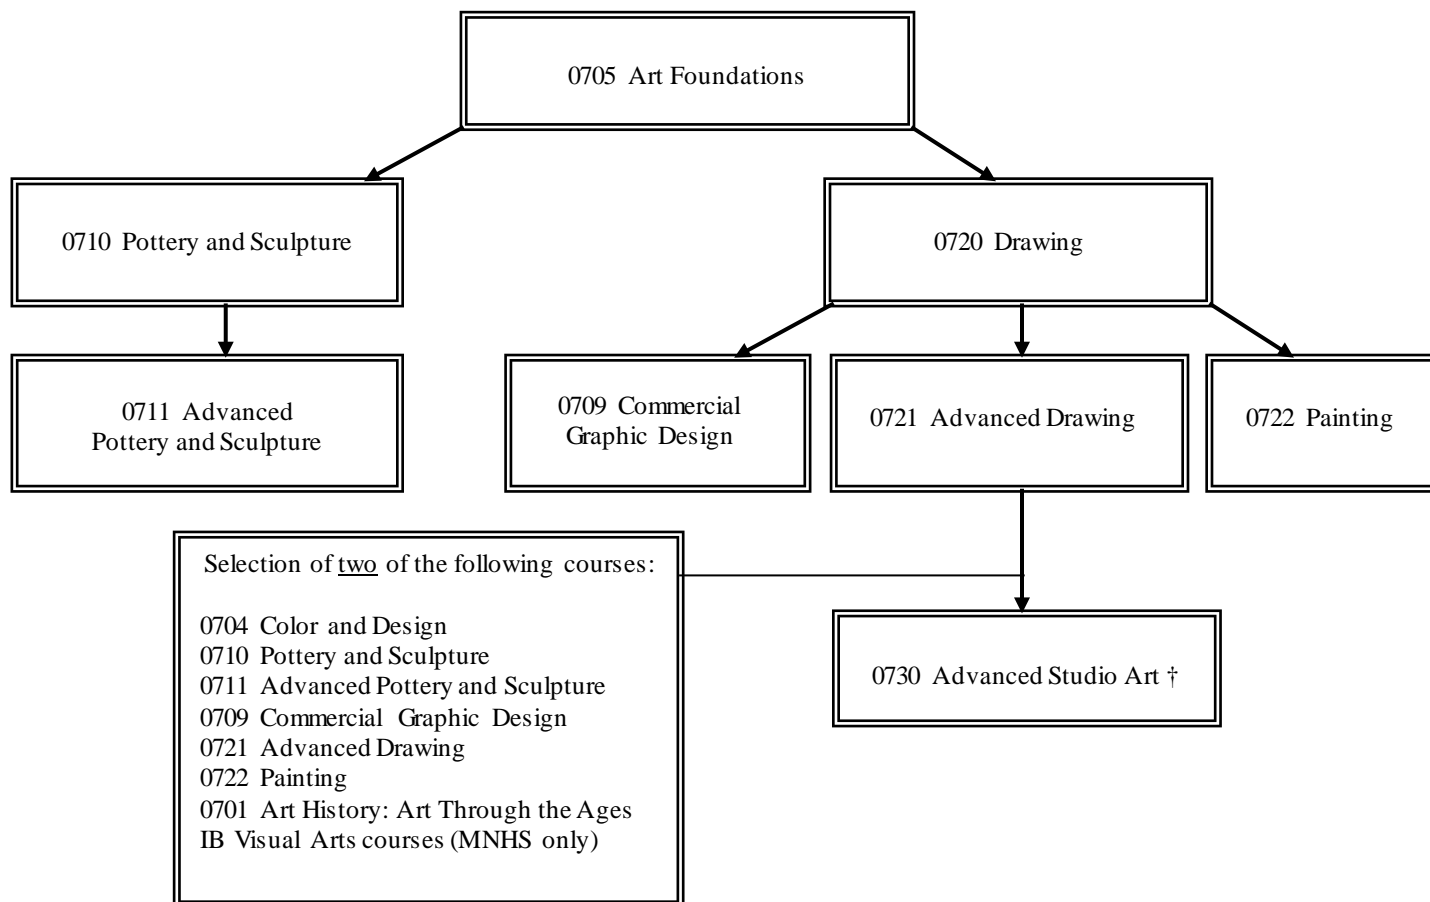 0705 Art Foundations
0710 Pottery and Sculpture
0720 Drawing
0711 Advanced
Pottery and Sculpture
0709 Commercial
Graphic Design
0721 Advanced Drawing
0722 Painting
Selection of two of the following courses:
0704 Color and Design
0710 Pottery and Sculpture
0711 Advanced Pottery and Sculpture
0709 Commercial Graphic Design
0721 Advanced Drawing
0722 Painting
0701 Art History: Art Through the Ages
IB Visual Arts courses (MNHS only)
0730 Advanced Studio Art †